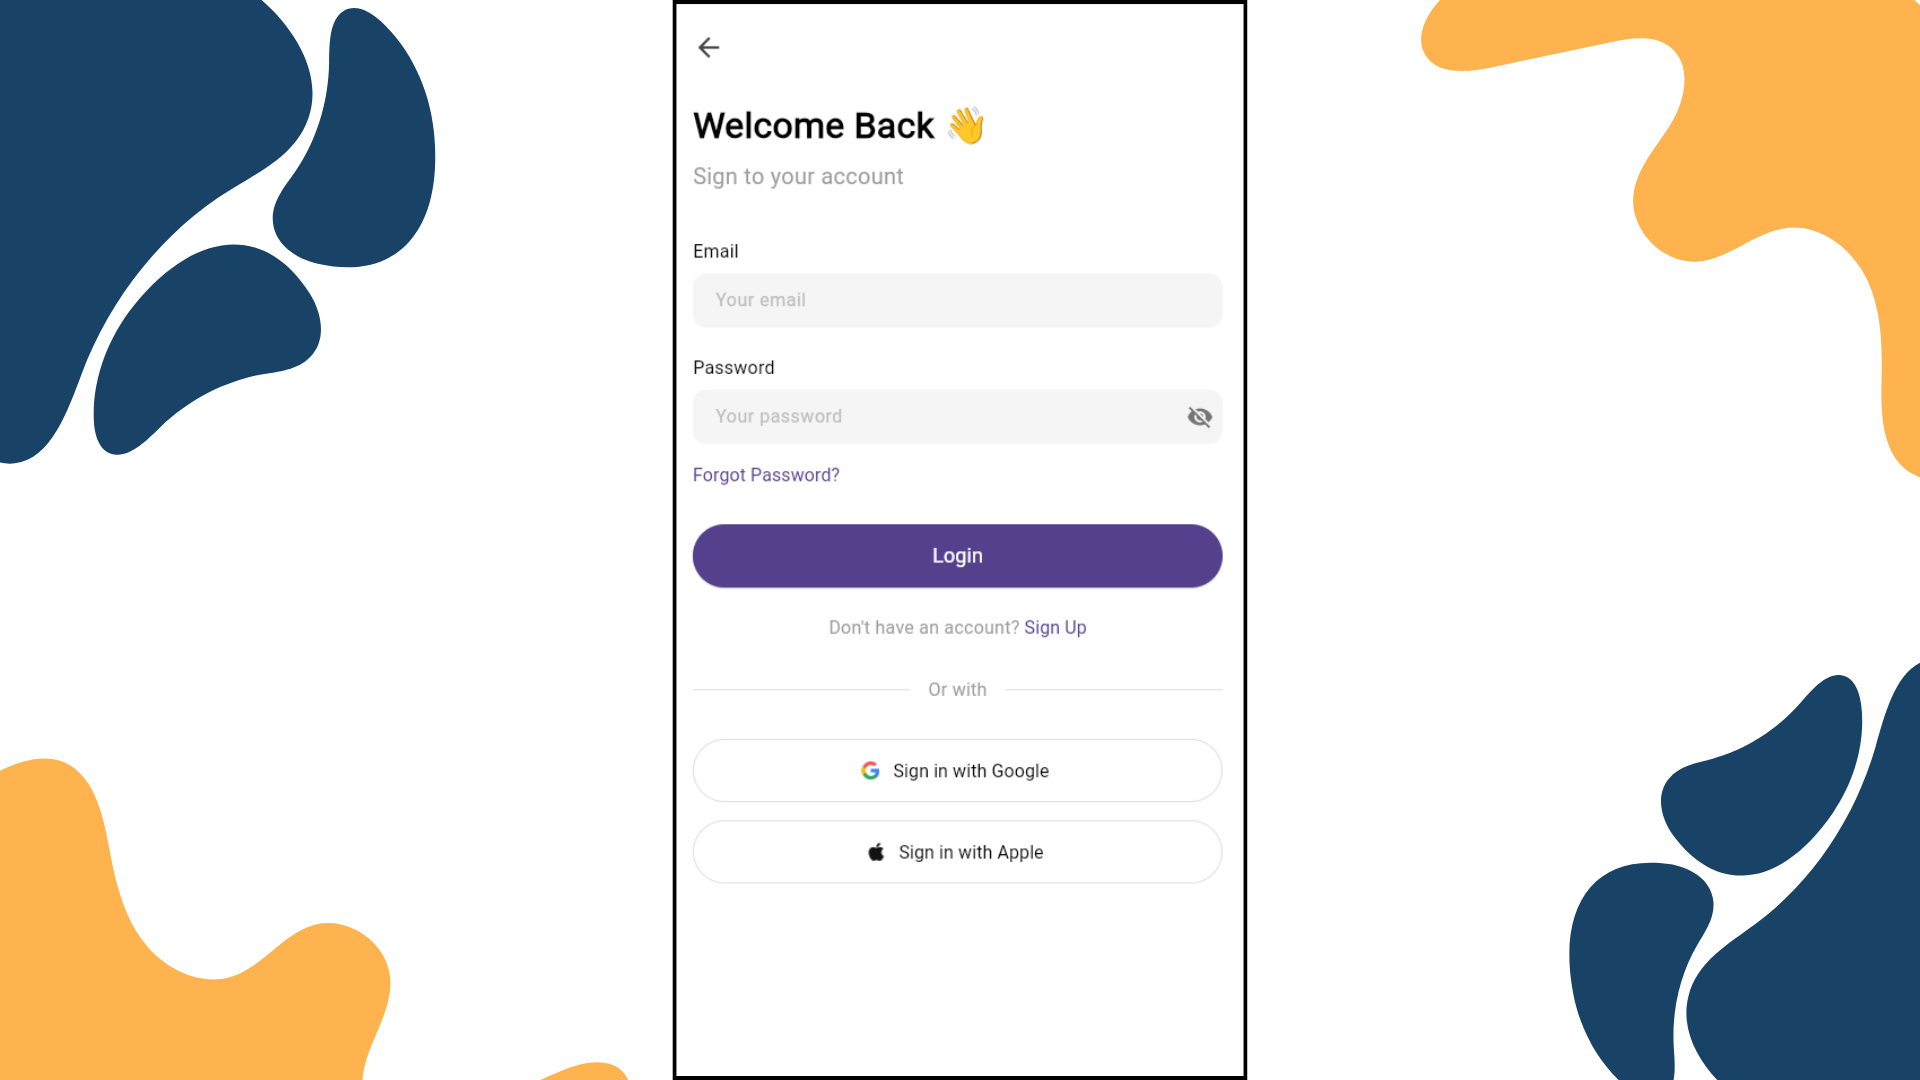 Welcome Back 👋
Sign to your account
Email
Your email
Password
Your password
Forgot Password?
Login
Don't have an account? Sign Up
Or with
Sign in with Google
Sign in with Apple